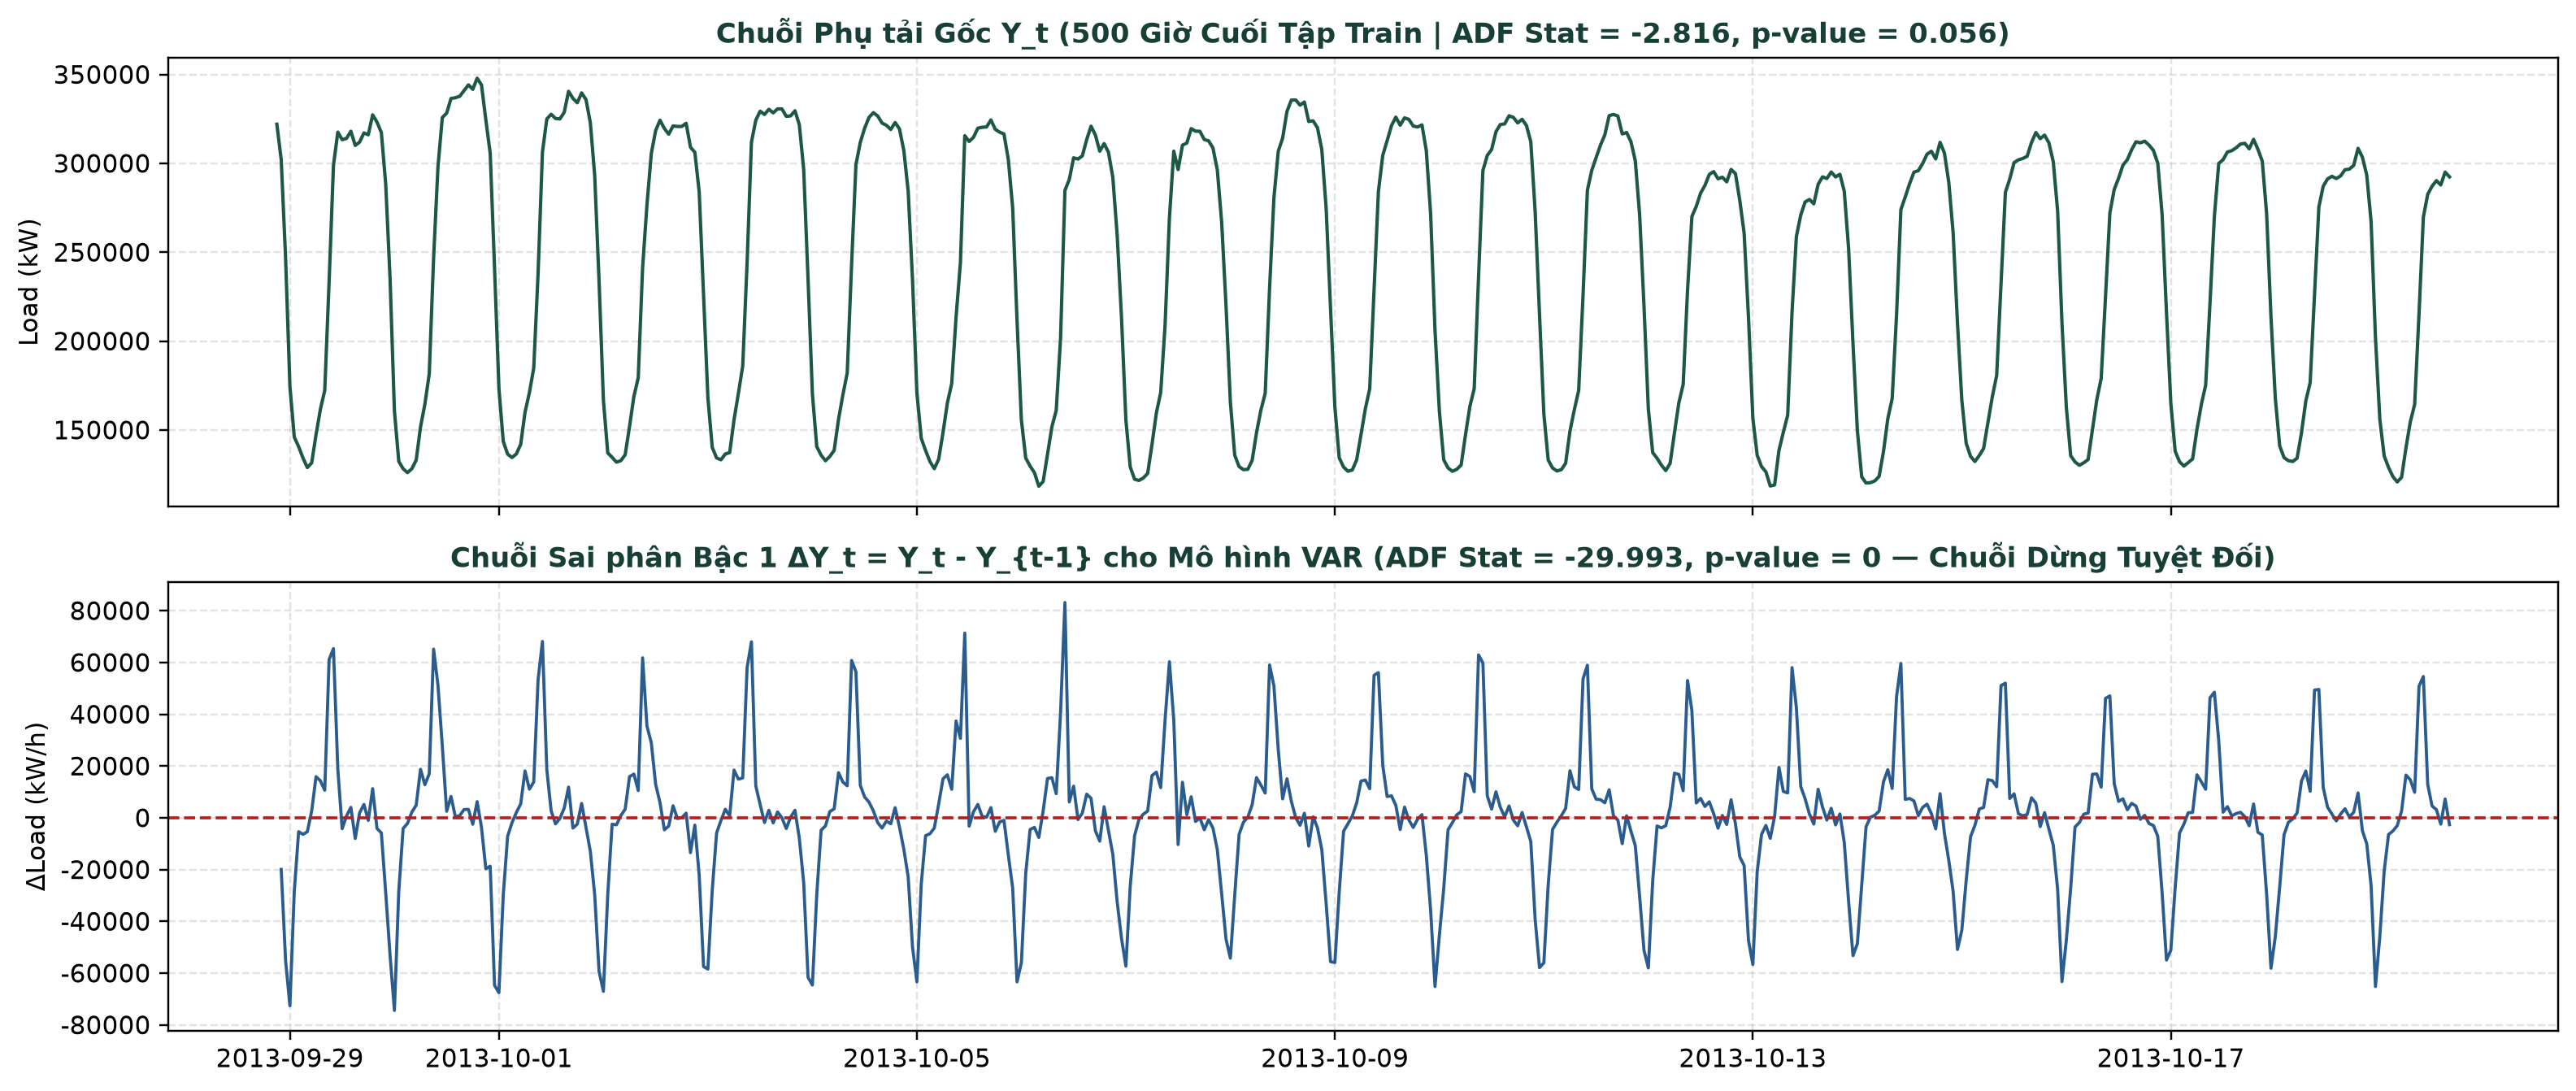 Chuỗi Phụ tải Gốc Y_t (500 Giờ Cuối Tập Train | ADF Stat = -2.816, p-value = 0.056)
350000
300000
250000
200000
150000
Load (kW)
Chuỗi Sai phân Bậc 1 ΔY_t = Y_t - Y_{t-1} cho Mô hình VAR (ADF Stat = -29.993, p-value = 0 — Chuỗi Dừng Tuyệt Đối)
80000
60000
40000
20000
0
-20000
-40000
-60000
-80000
ΔLoad (kW/h)
2013-09-29 2013-10-01 2013-10-05 2013-10-09 2013-10-13 2013-10-17